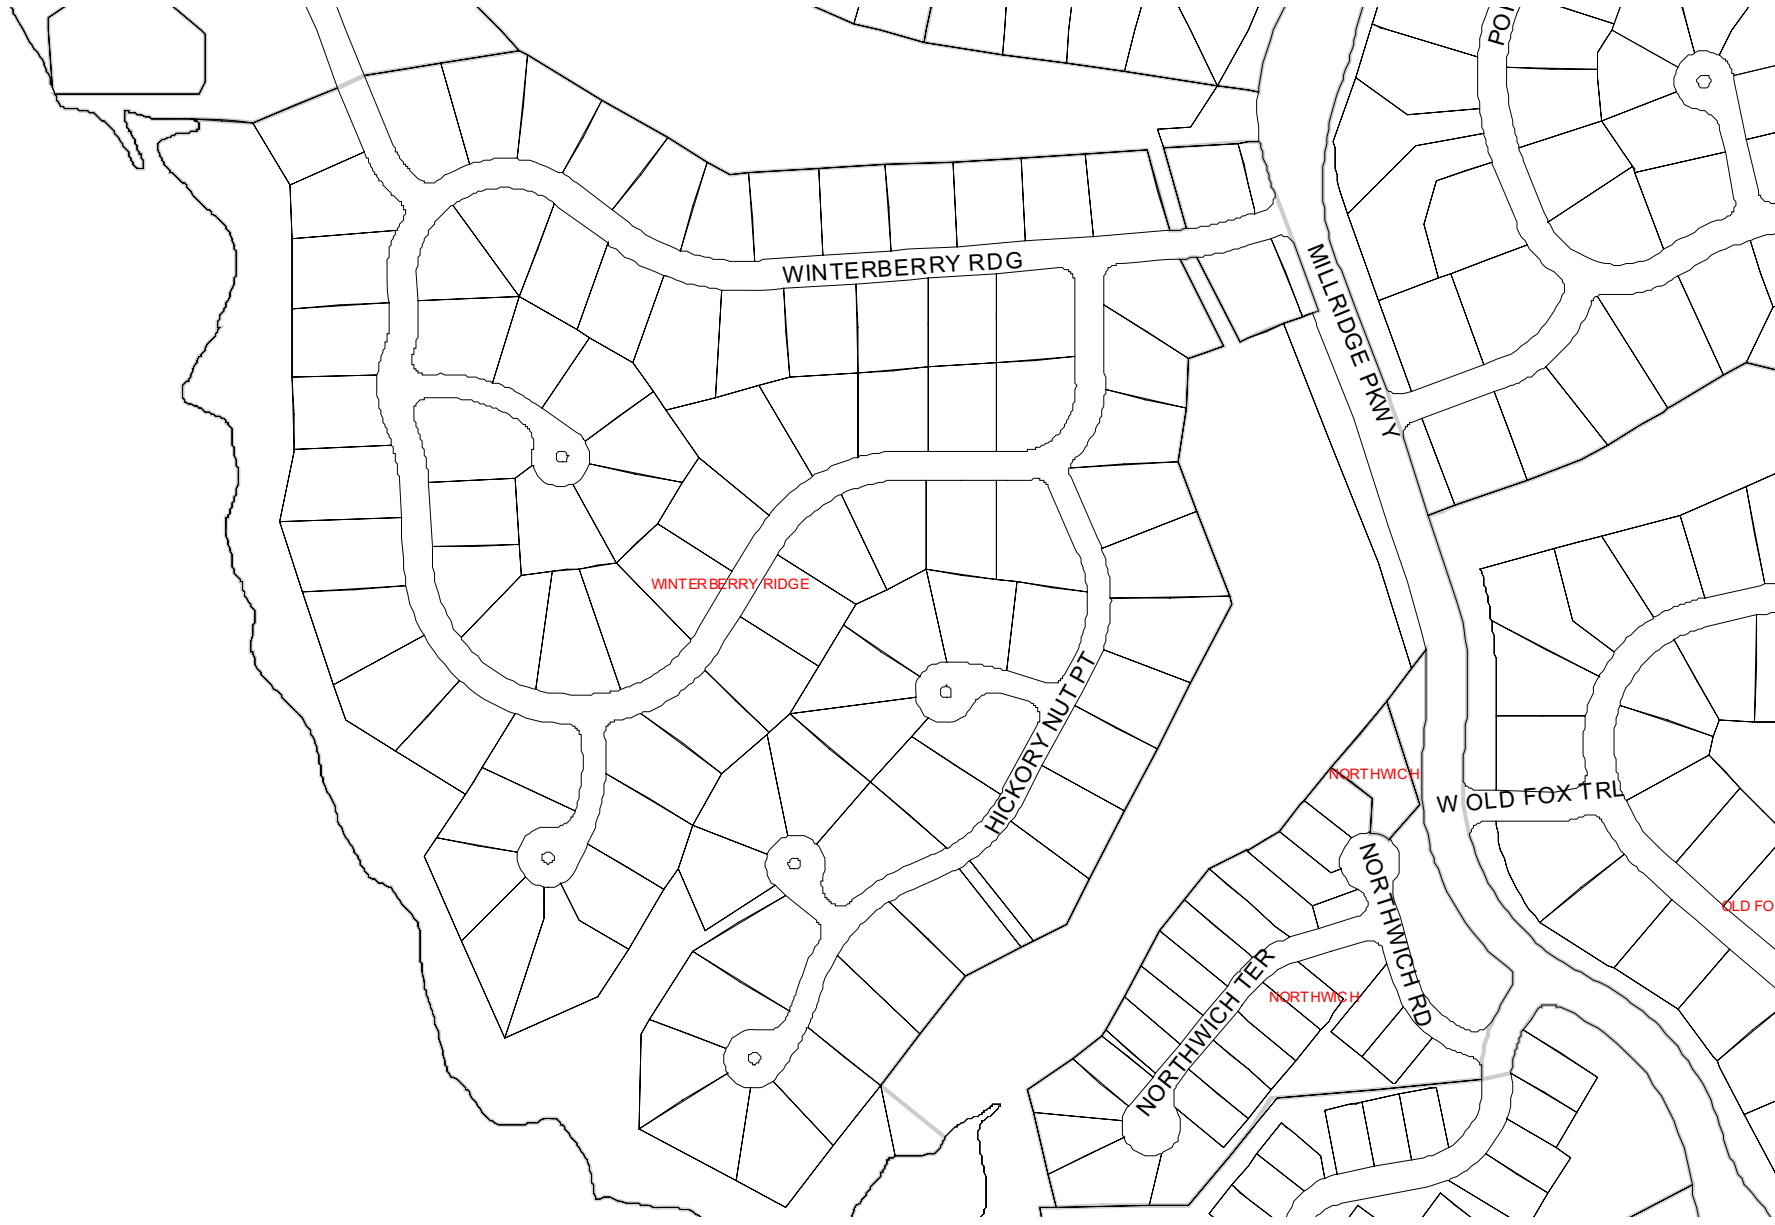 WINTERBERRY RDG
MILLRIDGE PKWY
WINTERBERRY RIDGE
HICKORY NUT PT
NORTHWICH
W OLD FOX TRL
NORTHWICH RD
OLD FO
NORTHWICH TER
NORTHWICH